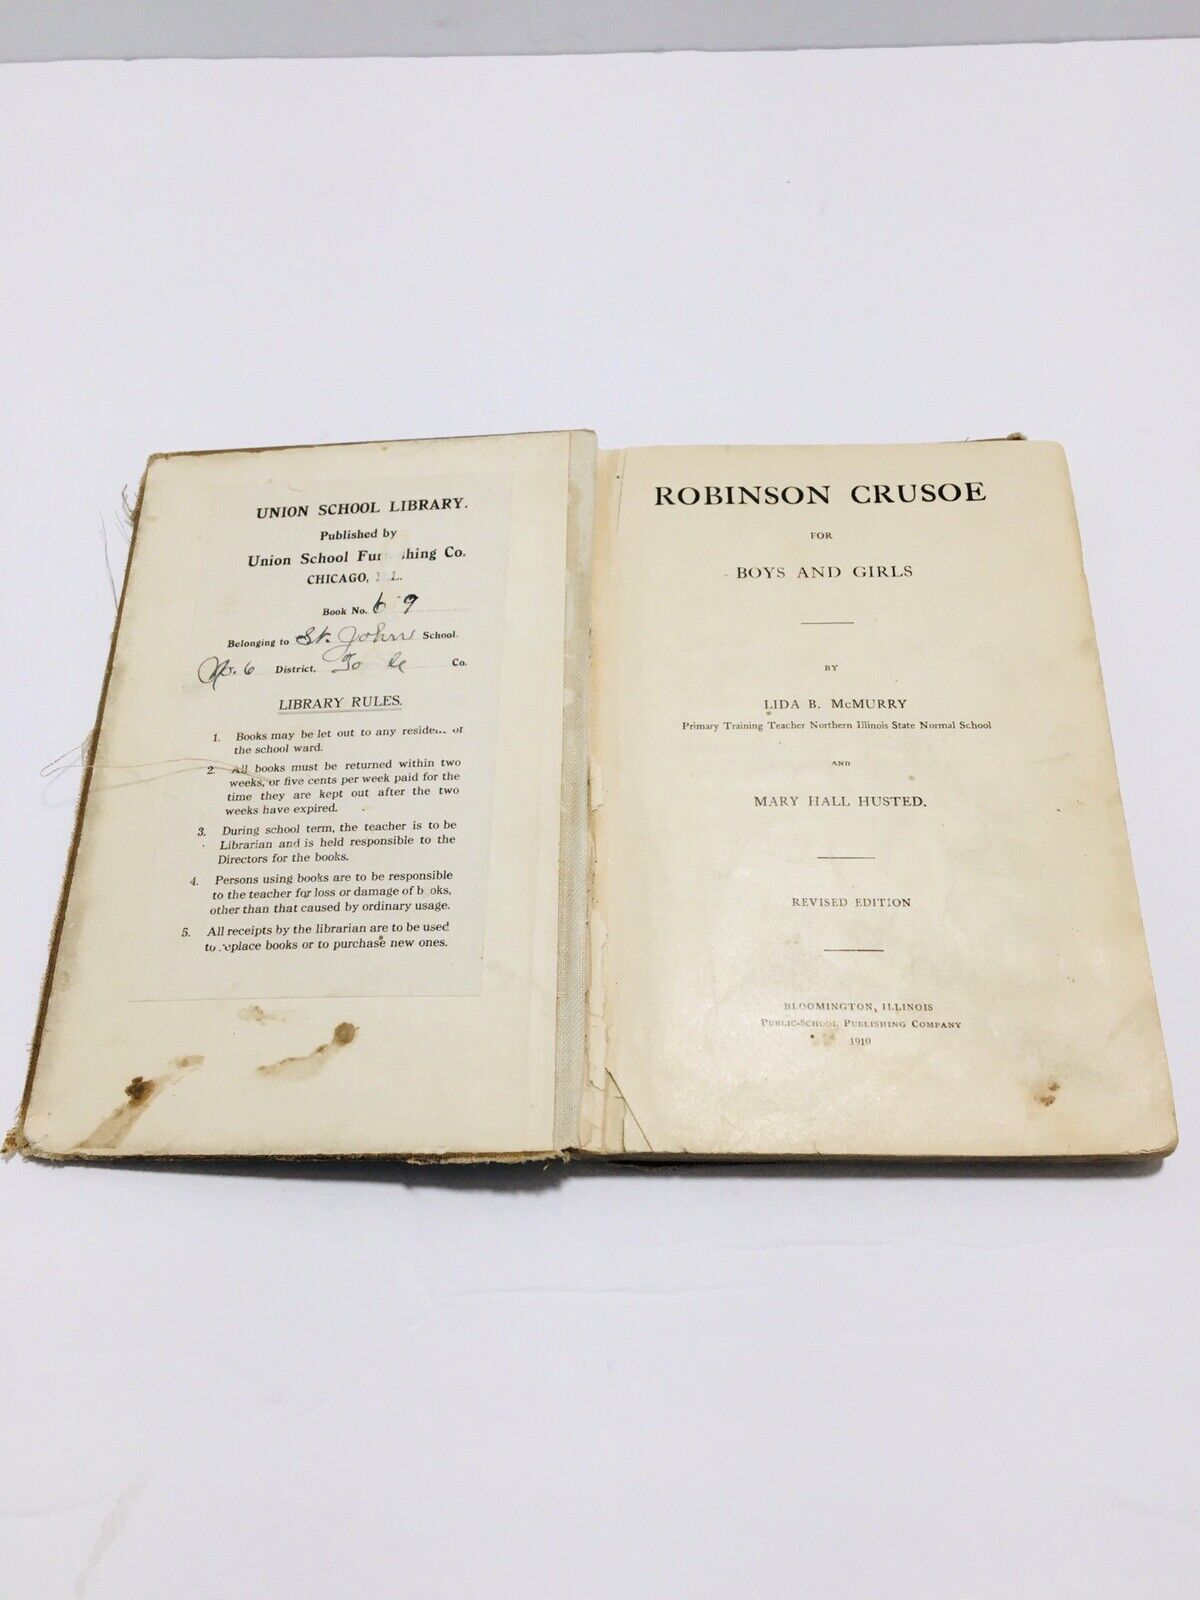 UNION SCHOOL LIBRARY.
Published by
Union School Fur hing Co.
CHICAGO, L.
Book No. 6 9
Belonging to St. Johns School.
No. 6 District, Co.
LIBRARY RULES.
1. Books may be let out to any resident of
the school ward.
2. All books must be returned within two
weeks, or five cents per week paid for the
time they are kept out after the two
weeks have expired.
3. During school term, the teacher is to be
Librarian and is held responsible to the
Directors for the books.
4. Persons using books are to be responsible
to the teacher for loss or damage of b oks,
other than that caused by ordinary usage.
5. All receipts by the librarian are to be used
to replace books or to purchase new ones.
ROBINSON CRUSOE
FOR
BOYS AND GIRLS
BY
LIDA B. McMURRY
Primary Training Teacher Northern Illinois State Normal School
AND
MARY HALL HUSTED.
REVISED EDITION
BLOOMINGTON, ILLINOIS
PUBLIC-SCHOOL PUBLISHING COMPANY
1910